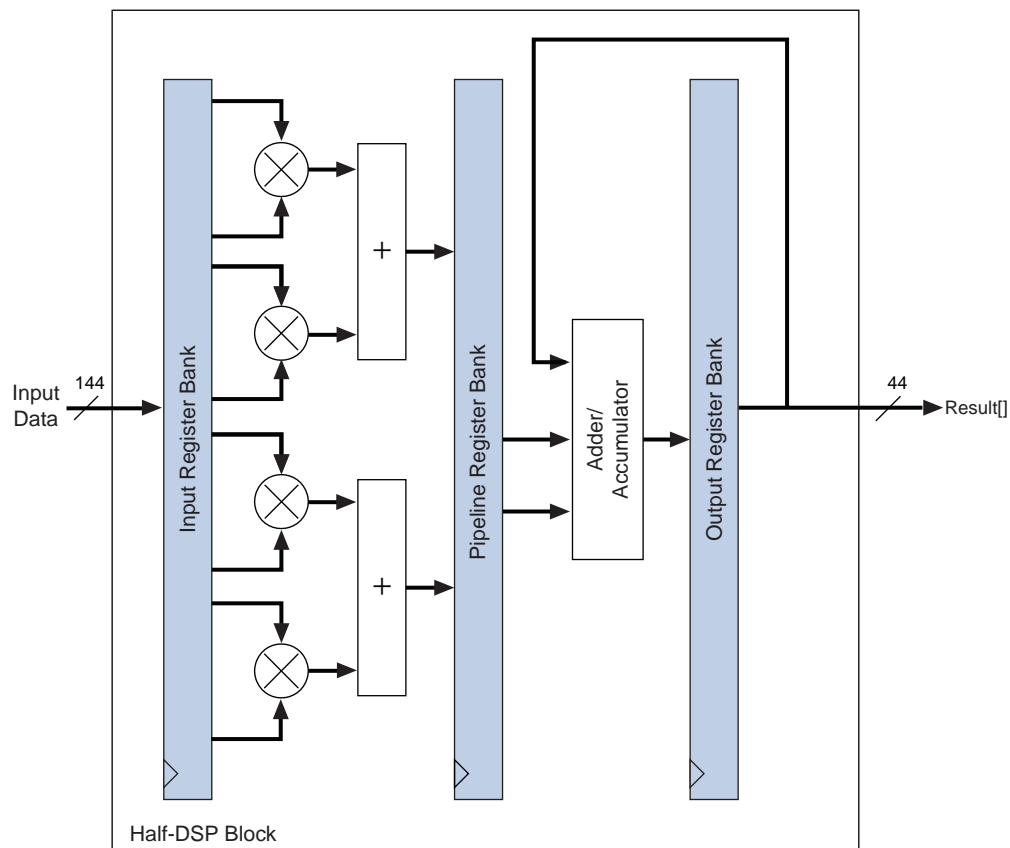 Input
Data
144
Input Register Bank
+
+
Pipeline Register Bank
Adder/
Accumulator
Output Register Bank
44
Result[]
Half-DSP Block